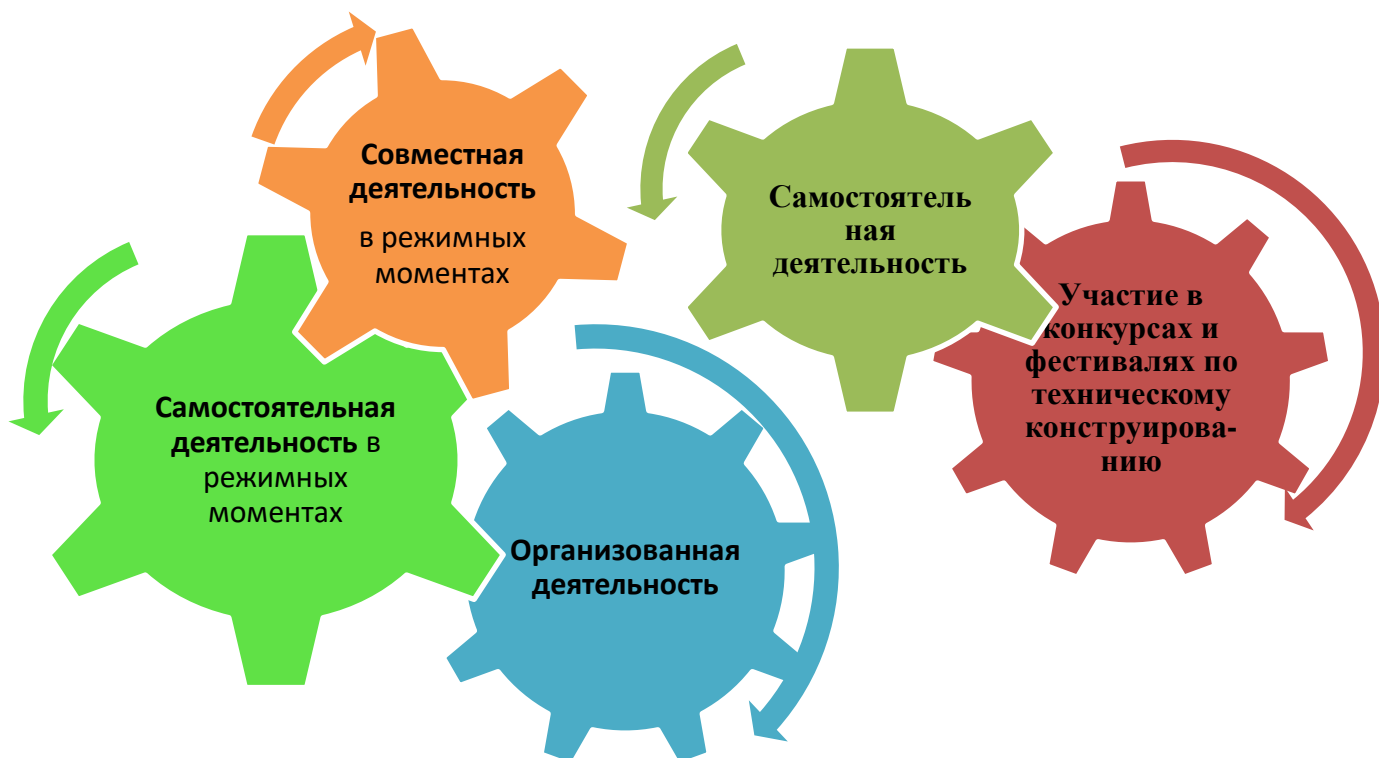 Совместная
деятельность
в режимных
моментах
Самостоятель
ная
деятельность
Участие в
конкурсах и
фестивалях по
техническому
конструирова-
нию
Самостоятельная
деятельность в
режимных
моментах
Организованная
деятельность